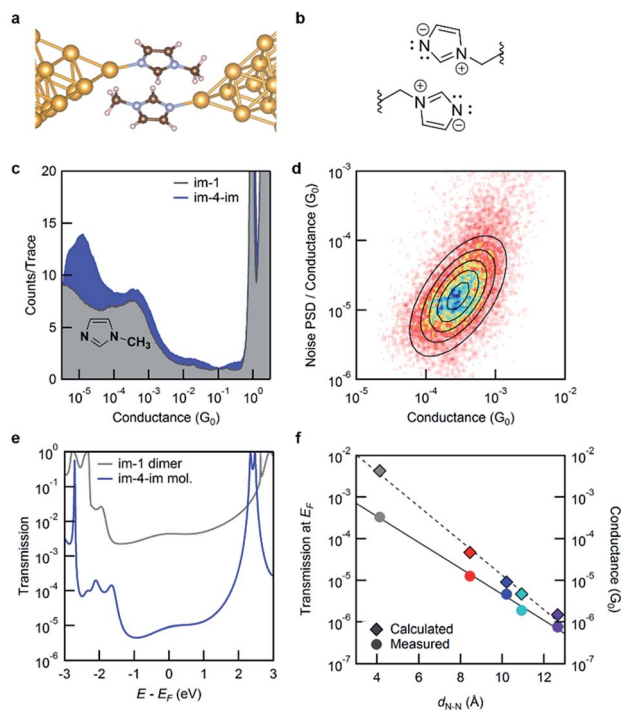 a
b
⊖
:N
N
⊕
⊕
N
N:
⊖
c
20
15
10
5
0
Counts/Trace
im-1
im-4-im
N
N
CH₃
10⁻⁵ 10⁻⁴ 10⁻³ 10⁻² 10⁻¹ 10⁰
Conductance (G₀)
d
10⁻³
10⁻⁴
10⁻⁵
10⁻⁶
Noise PSD / Conductance (G₀)
10⁻⁵ 10⁻⁴ 10⁻³ 10⁻²
Conductance (G₀)
e
10⁰
10⁻¹
10⁻²
10⁻³
10⁻⁴
10⁻⁵
10⁻⁶
Transmission
im-1 dimer
im-4-im mol.
-3 -2 -1 0 1 2 3
E - E_F (eV)
f
10⁻²
10⁻³
10⁻⁴
10⁻⁵
10⁻⁶
10⁻⁷
Transmission at E_F
Calculated
Measured
10⁻²
10⁻³
10⁻⁴
10⁻⁵
10⁻⁶
10⁻⁷
Conductance (G₀)
4 6 8 10 12
d_N-N (Å)